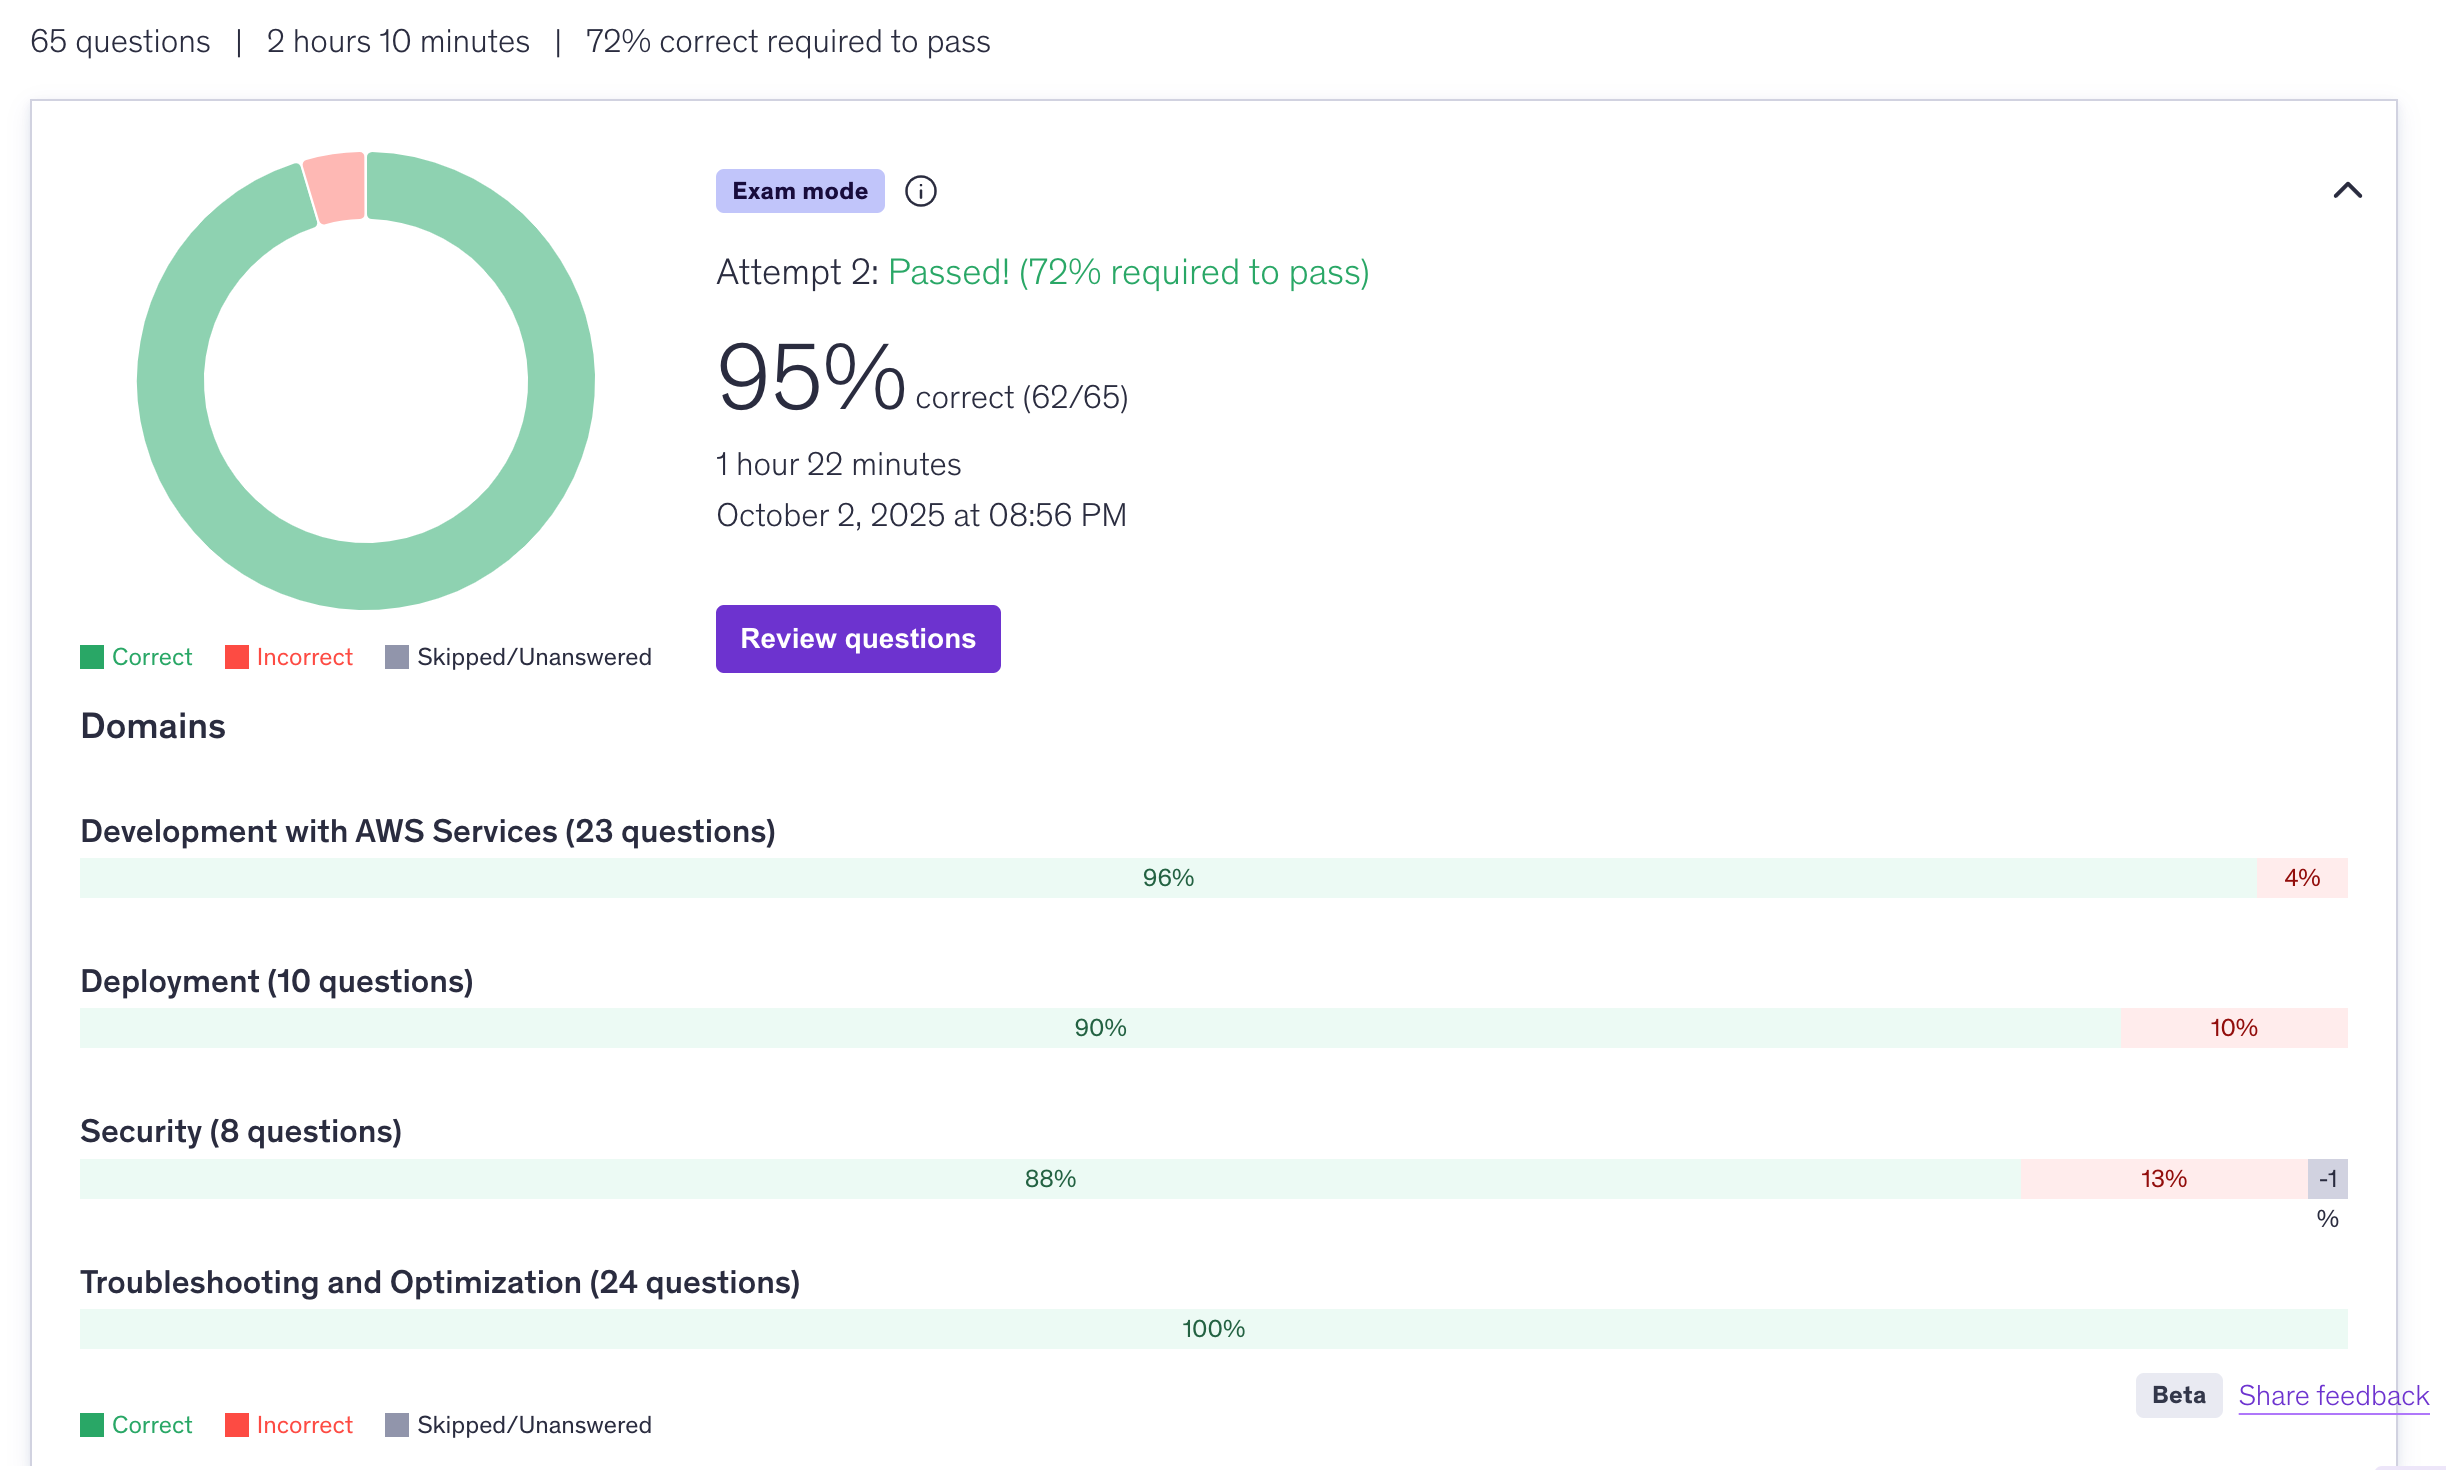 65 questions | 2 hours 10 minutes | 72% correct required to pass
Exam mode
Attempt 2: Passed! (72% required to pass)
95% correct (62/65)
1 hour 22 minutes
October 2, 2025 at 08:56 PM
Review questions
Correct Incorrect Skipped/Unanswered
Domains
Development with AWS Services (23 questions)
96% 4%
Deployment (10 questions)
90% 10%
Security (8 questions)
88% 13% -1
%
Troubleshooting and Optimization (24 questions)
100%
Beta Share feedback
Correct Incorrect Skipped/Unanswered